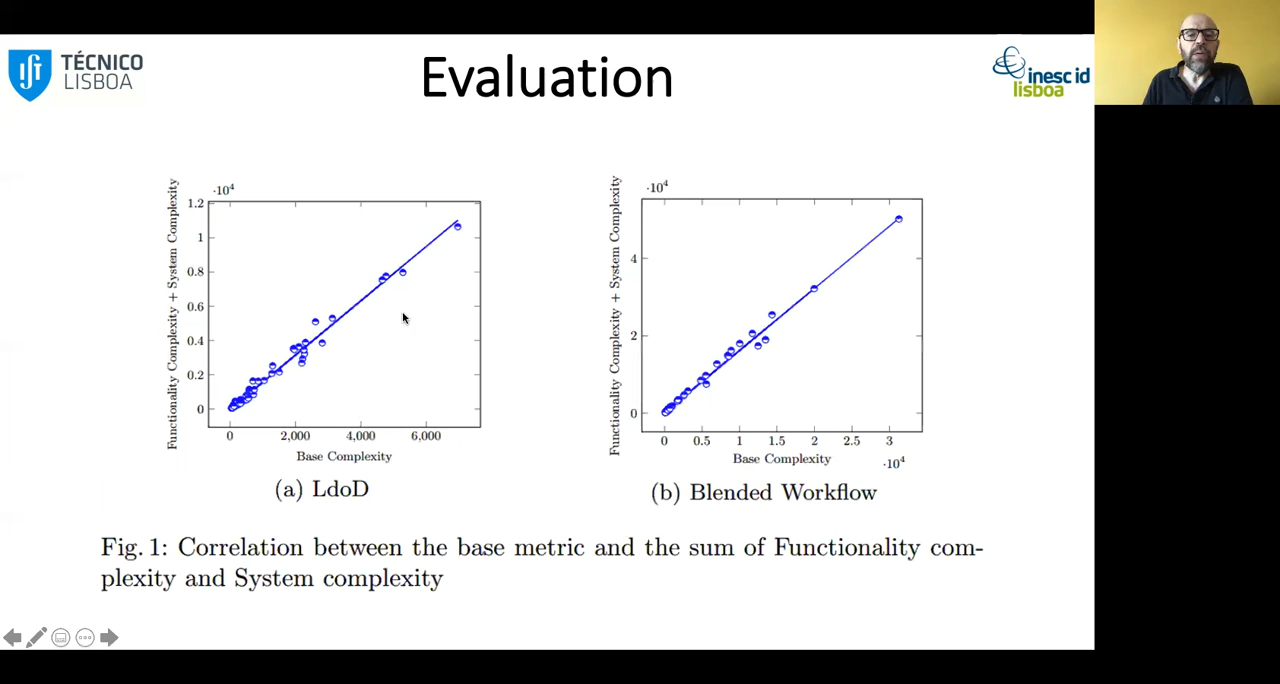 TÉCNICO
LISBOA
Evaluation
inesc id
lisboa
·10⁴
1.2
1
0.8
0.6
0.4
0.2
0
0
2,000
4,000
6,000
Base Complexity
Functionality Complexity + System Complexity
(a) LdoD
·10⁴
4
2
0
0
0.5
1
1.5
2
2.5
3
·10⁴
Base Complexity
Functionality Complexity + System Complexity
(b) Blended Workflow
Fig. 1: Correlation between the base metric and the sum of Functionality com-
plexity and System complexity